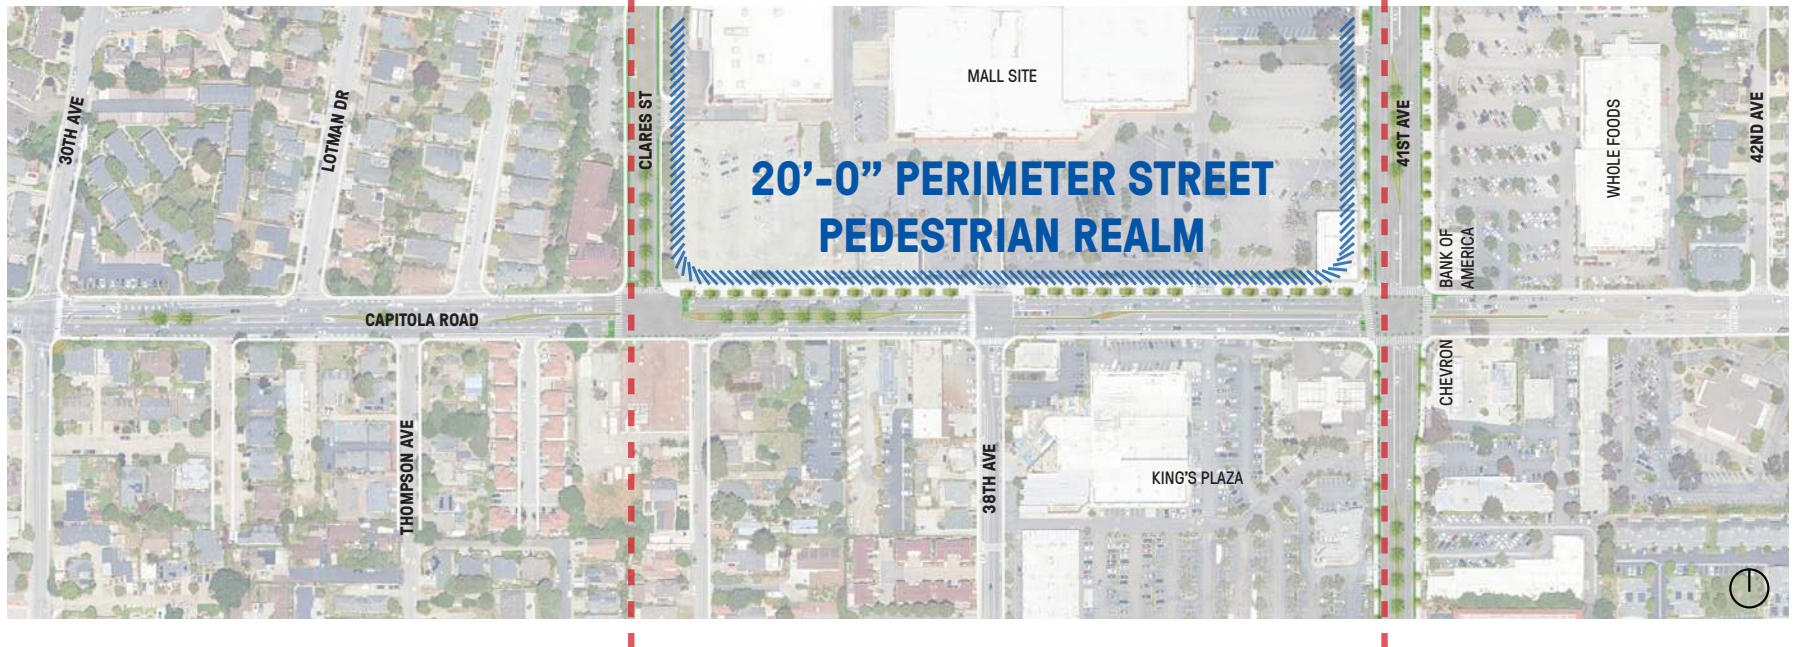 MALL SITE
30TH AVE
LOTMAN DR
CLARES ST
41ST AVE
WHOLE FOODS
42ND AVE
20’-0” PERIMETER STREET
PEDESTRIAN REALM
BANK OF
AMERICA
CAPITOLA ROAD
CHEVRON
THOMPSON AVE
38TH AVE
KING’S PLAZA